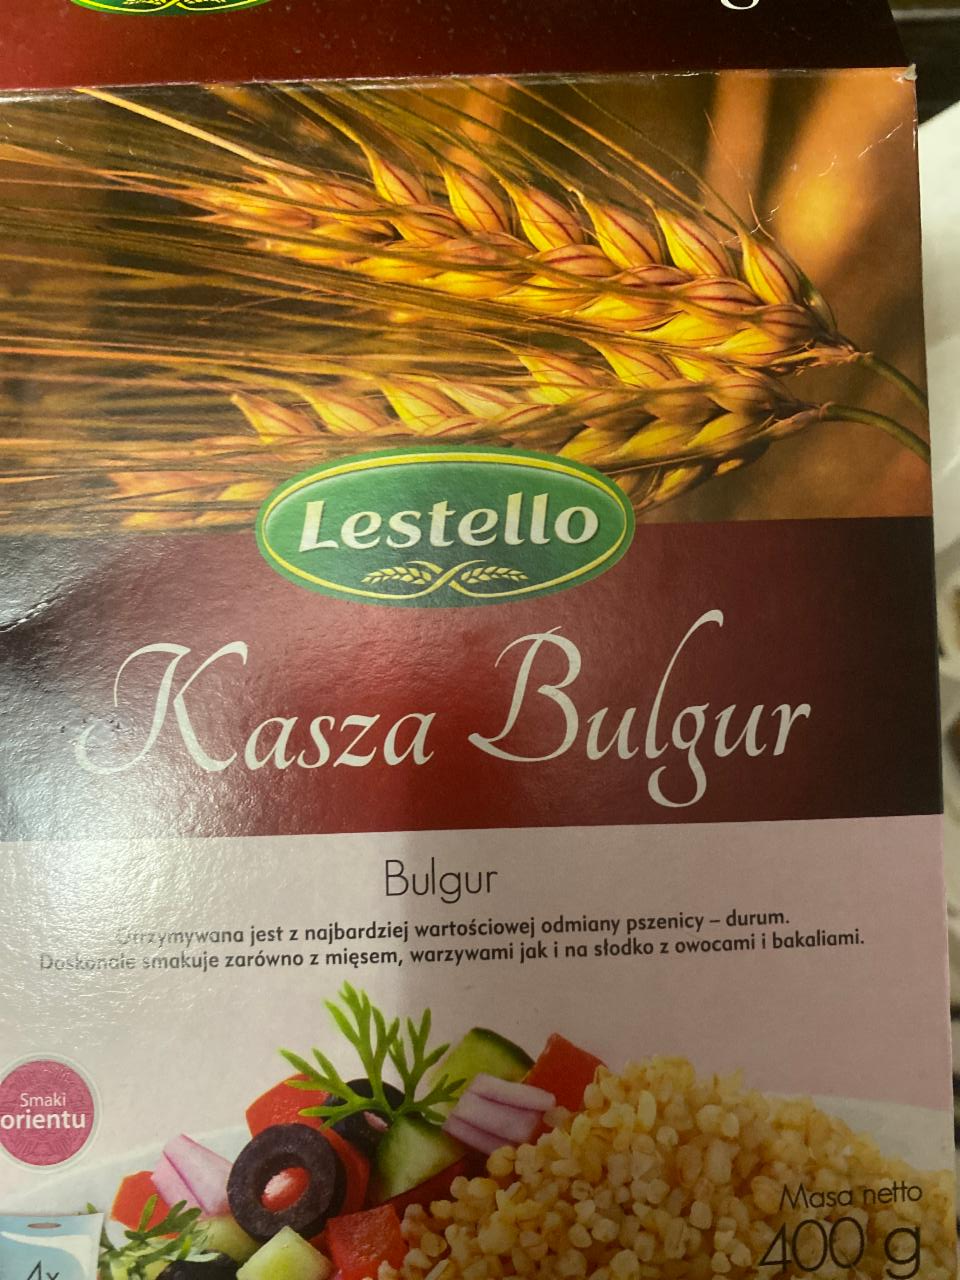 Lestello
Kasza Bulgur
Bulgur
Otrzymywana jest z najbardziej wartościowej odmiany pszenicy – durum.
Doskonale smakuje zarówno z mięsem, warzywami jak i na słodko z owocami i bakaliami.
Smaki
orientu
Masa netto
400 g
4x